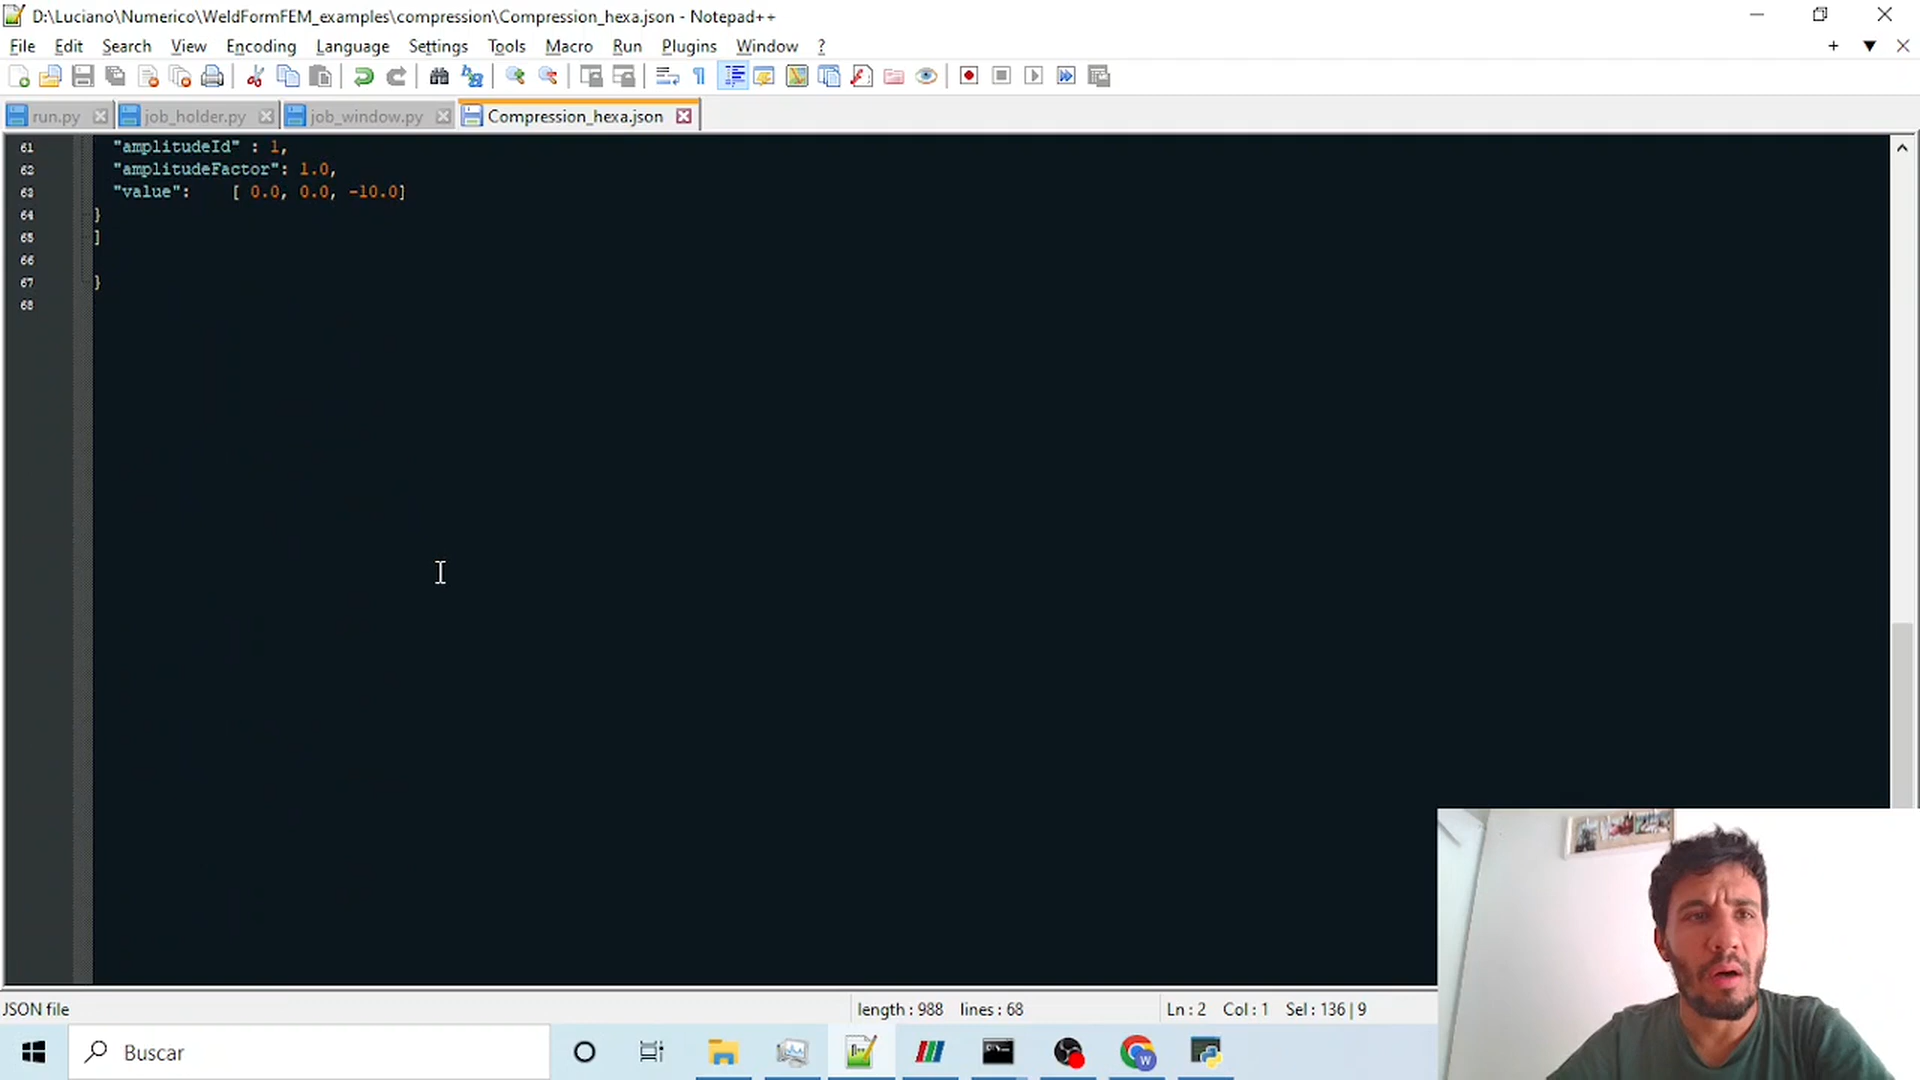 D:\Luciano\Numerico\WeldFormFEM_examples\compression\Compression_hexa.json - Notepad++
File Edit Search View Encoding Language Settings Tools Macro Run Plugins Window ?
run.py job_holder.py job_window.py Compression_hexa.json
61 "amplitudeId" : 1,
62 "amplitudeFactor": 1.0,
63 "value": [ 0.0, 0.0, -10.0]
64 }
65 ]
66
67 }
68
JSON file length : 988 lines : 68 Ln : 2 Col : 1 Sel : 136 | 9
Buscar